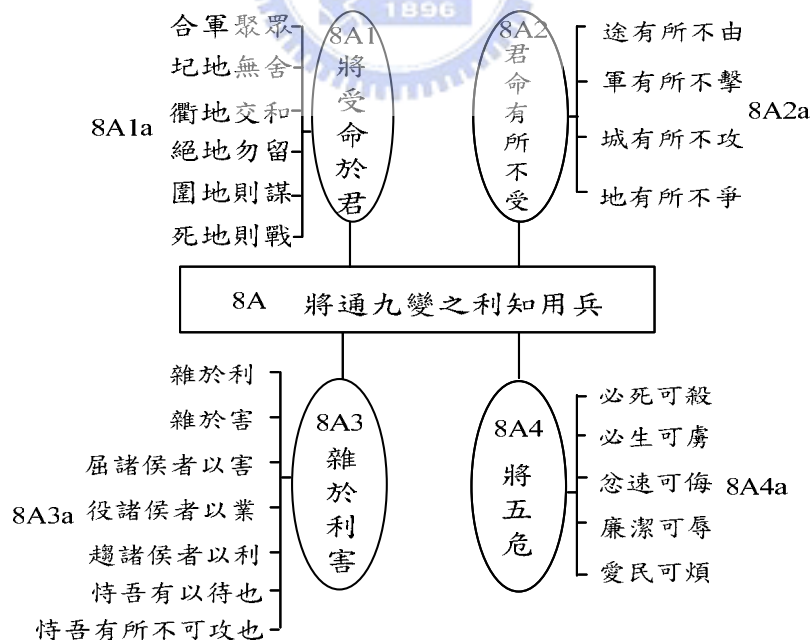 1896
合軍聚眾
圮地無舍
衢地交和
絕地勿留
圍地則謀
死地則戰
8A1a
8A1
將受命於君
8A2
君命有所不受
途有所不由
軍有所不擊
城有所不攻
地有所不爭
8A2a
8A 將通九變之利知用兵
雜於利
雜於害
屈諸侯者以害
役諸侯者以業
趨諸侯者以利
恃吾有以待也
恃吾有所不可攻也
8A3a
8A3
雜於利害
8A4
將五危
必死可殺
必生可虜
忿速可侮
廉潔可辱
愛民可煩
8A4a